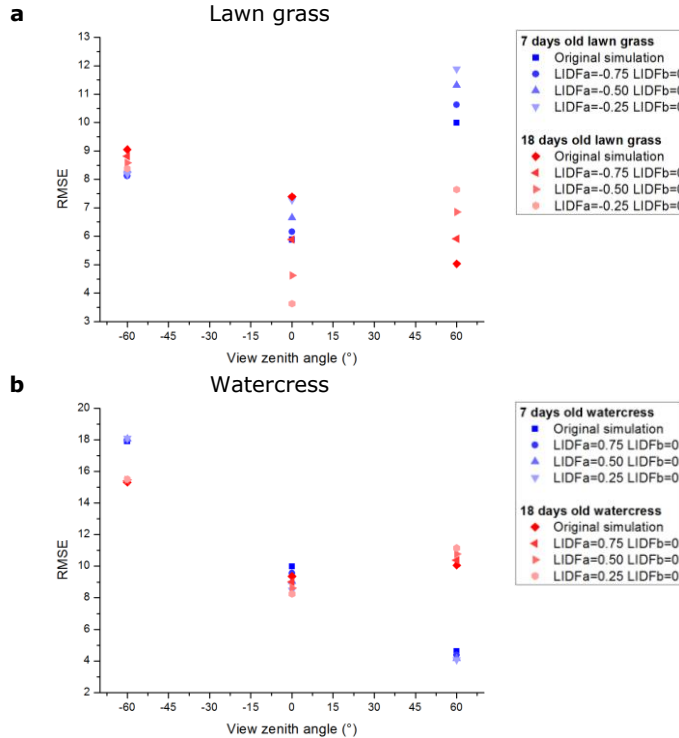 a Lawn grass
13
12
11
10
9
8
7
6
5
4
3
RMSE
-60 -45 -30 -15 0 15 30 45 60
View zenith angle (°)
7 days old lawn grass
Original simulation
LIDFa=-0.75 LIDFb=0
LIDFa=-0.50 LIDFb=0
LIDFa=-0.25 LIDFb=0
18 days old lawn grass
Original simulation
LIDFa=-0.75 LIDFb=0
LIDFa=-0.50 LIDFb=0
LIDFa=-0.25 LIDFb=0
b Watercress
20
18
16
14
12
10
8
6
4
2
RMSE
-60 -45 -30 -15 0 15 30 45 60
View zenith angle (°)
7 days old watercress
Original simulation
LIDFa=0.75 LIDFb=0
LIDFa=0.50 LIDFb=0
LIDFa=0.25 LIDFb=0
18 days old watercress
Original simulation
LIDFa=0.75 LIDFb=0
LIDFa=0.50 LIDFb=0
LIDFa=0.25 LIDFb=0